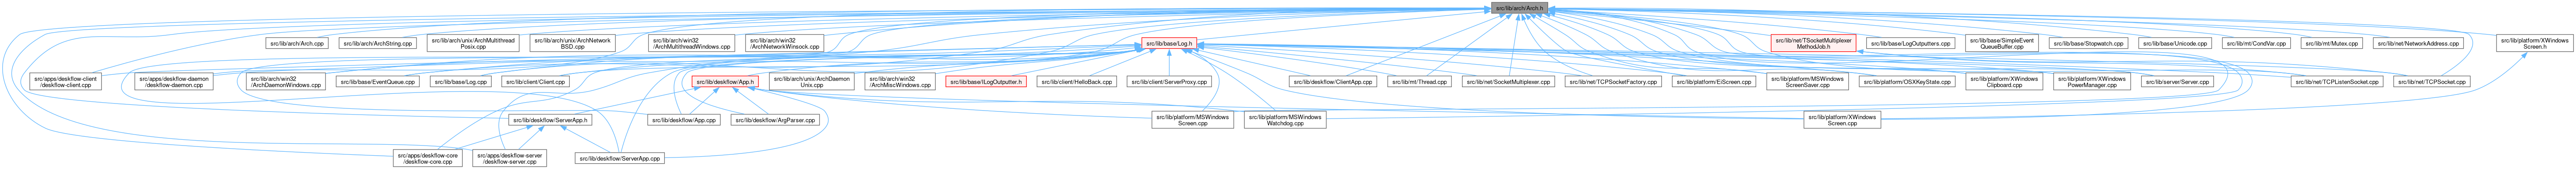 src/lib/arch/Arch.h
src/lib/arch/Arch.cpp
src/lib/arch/ArchString.cpp
src/lib/arch/unix/ArchMultithread
Posix.cpp
src/lib/arch/unix/ArchNetwork
BSD.cpp
src/lib/arch/win32
/ArchMultithreadWindows.cpp
src/lib/arch/win32
/ArchNetworkWinsock.cpp
src/lib/base/Log.h
src/lib/net/TSocketMultiplexer
MethodJob.h
src/lib/base/LogOutputters.cpp
src/lib/base/SimpleEvent
QueueBuffer.cpp
src/lib/base/Stopwatch.cpp
src/lib/base/Unicode.cpp
src/lib/mt/CondVar.cpp
src/lib/mt/Mutex.cpp
src/lib/net/NetworkAddress.cpp
src/lib/platform/XWindows
Screen.h
src/apps/deskflow-client
/deskflow-client.cpp
src/apps/deskflow-daemon
/deskflow-daemon.cpp
src/lib/arch/win32
/ArchDaemonWindows.cpp
src/lib/base/EventQueue.cpp
src/lib/base/Log.cpp
src/lib/client/Client.cpp
src/lib/deskflow/App.h
src/lib/arch/unix/ArchDaemon
Unix.cpp
src/lib/arch/win32
/ArchMiscWindows.cpp
src/lib/base/ILogOutputter.h
src/lib/client/HelloBack.cpp
src/lib/client/ServerProxy.cpp
src/lib/deskflow/ClientApp.cpp
src/lib/mt/Thread.cpp
src/lib/net/SocketMultiplexer.cpp
src/lib/net/TCPSocketFactory.cpp
src/lib/platform/EiScreen.cpp
src/lib/platform/MSWindows
ScreenSaver.cpp
src/lib/platform/OSXKeyState.cpp
src/lib/platform/XWindows
Clipboard.cpp
src/lib/platform/XWindows
PowerManager.cpp
src/lib/server/Server.cpp
src/lib/net/TCPListenSocket.cpp
src/lib/net/TCPSocket.cpp
src/lib/deskflow/ServerApp.h
src/lib/deskflow/App.cpp
src/lib/deskflow/ArgParser.cpp
src/lib/platform/MSWindows
Screen.cpp
src/lib/platform/MSWindows
Watchdog.cpp
src/lib/platform/XWindows
Screen.cpp
src/apps/deskflow-core
/deskflow-core.cpp
src/apps/deskflow-server
/deskflow-server.cpp
src/lib/deskflow/ServerApp.cpp